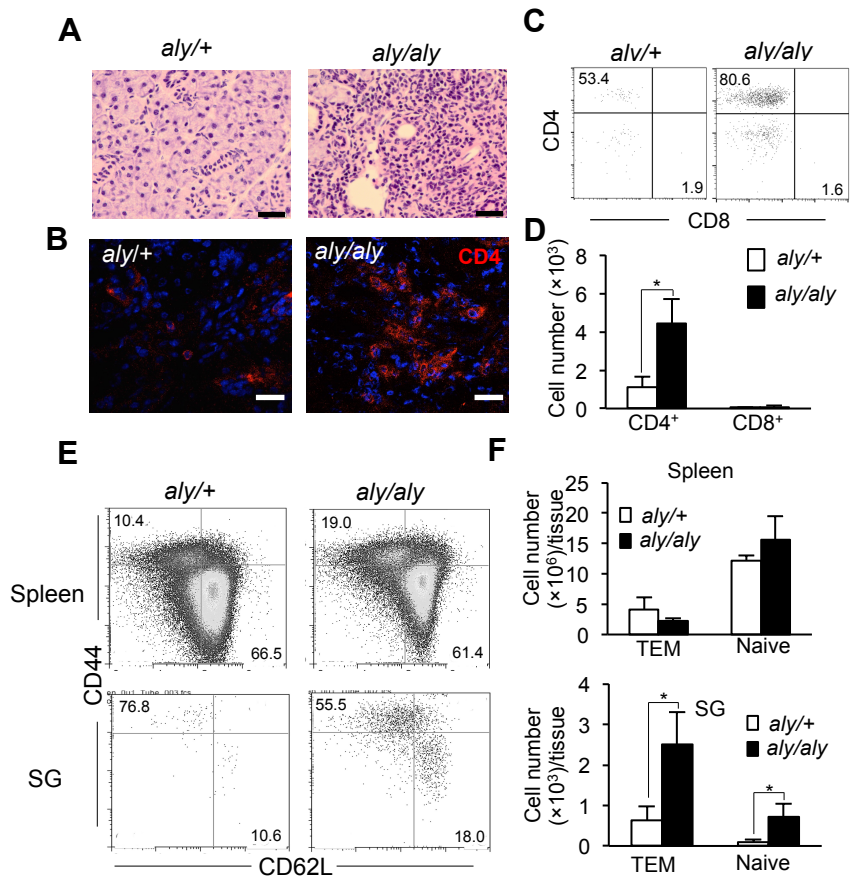 A
aly/+
aly/aly
B
aly/+
aly/aly
CD4
C
alv/+
alv/alv
53.4
80.6
1.9
1.6
CD4
CD8
D
Cell number (×10³)
8
6
4
2
0
aly/+
aly/aly
*
CD4⁺
CD8⁺
E
aly/+
aly/aly
Spleen
10.4
66.5
19.0
61.4
CD44
SG
76.8
10.6
55.5
18.0
CD62L
F
Spleen
Cell number
(×10⁶)/tissue
25
20
15
10
5
0
aly/+
aly/aly
TEM
Naive
SG
Cell number
(×10³)/tissue
4
3
2
1
0
*
*
aly/+
aly/aly
TEM
Naive